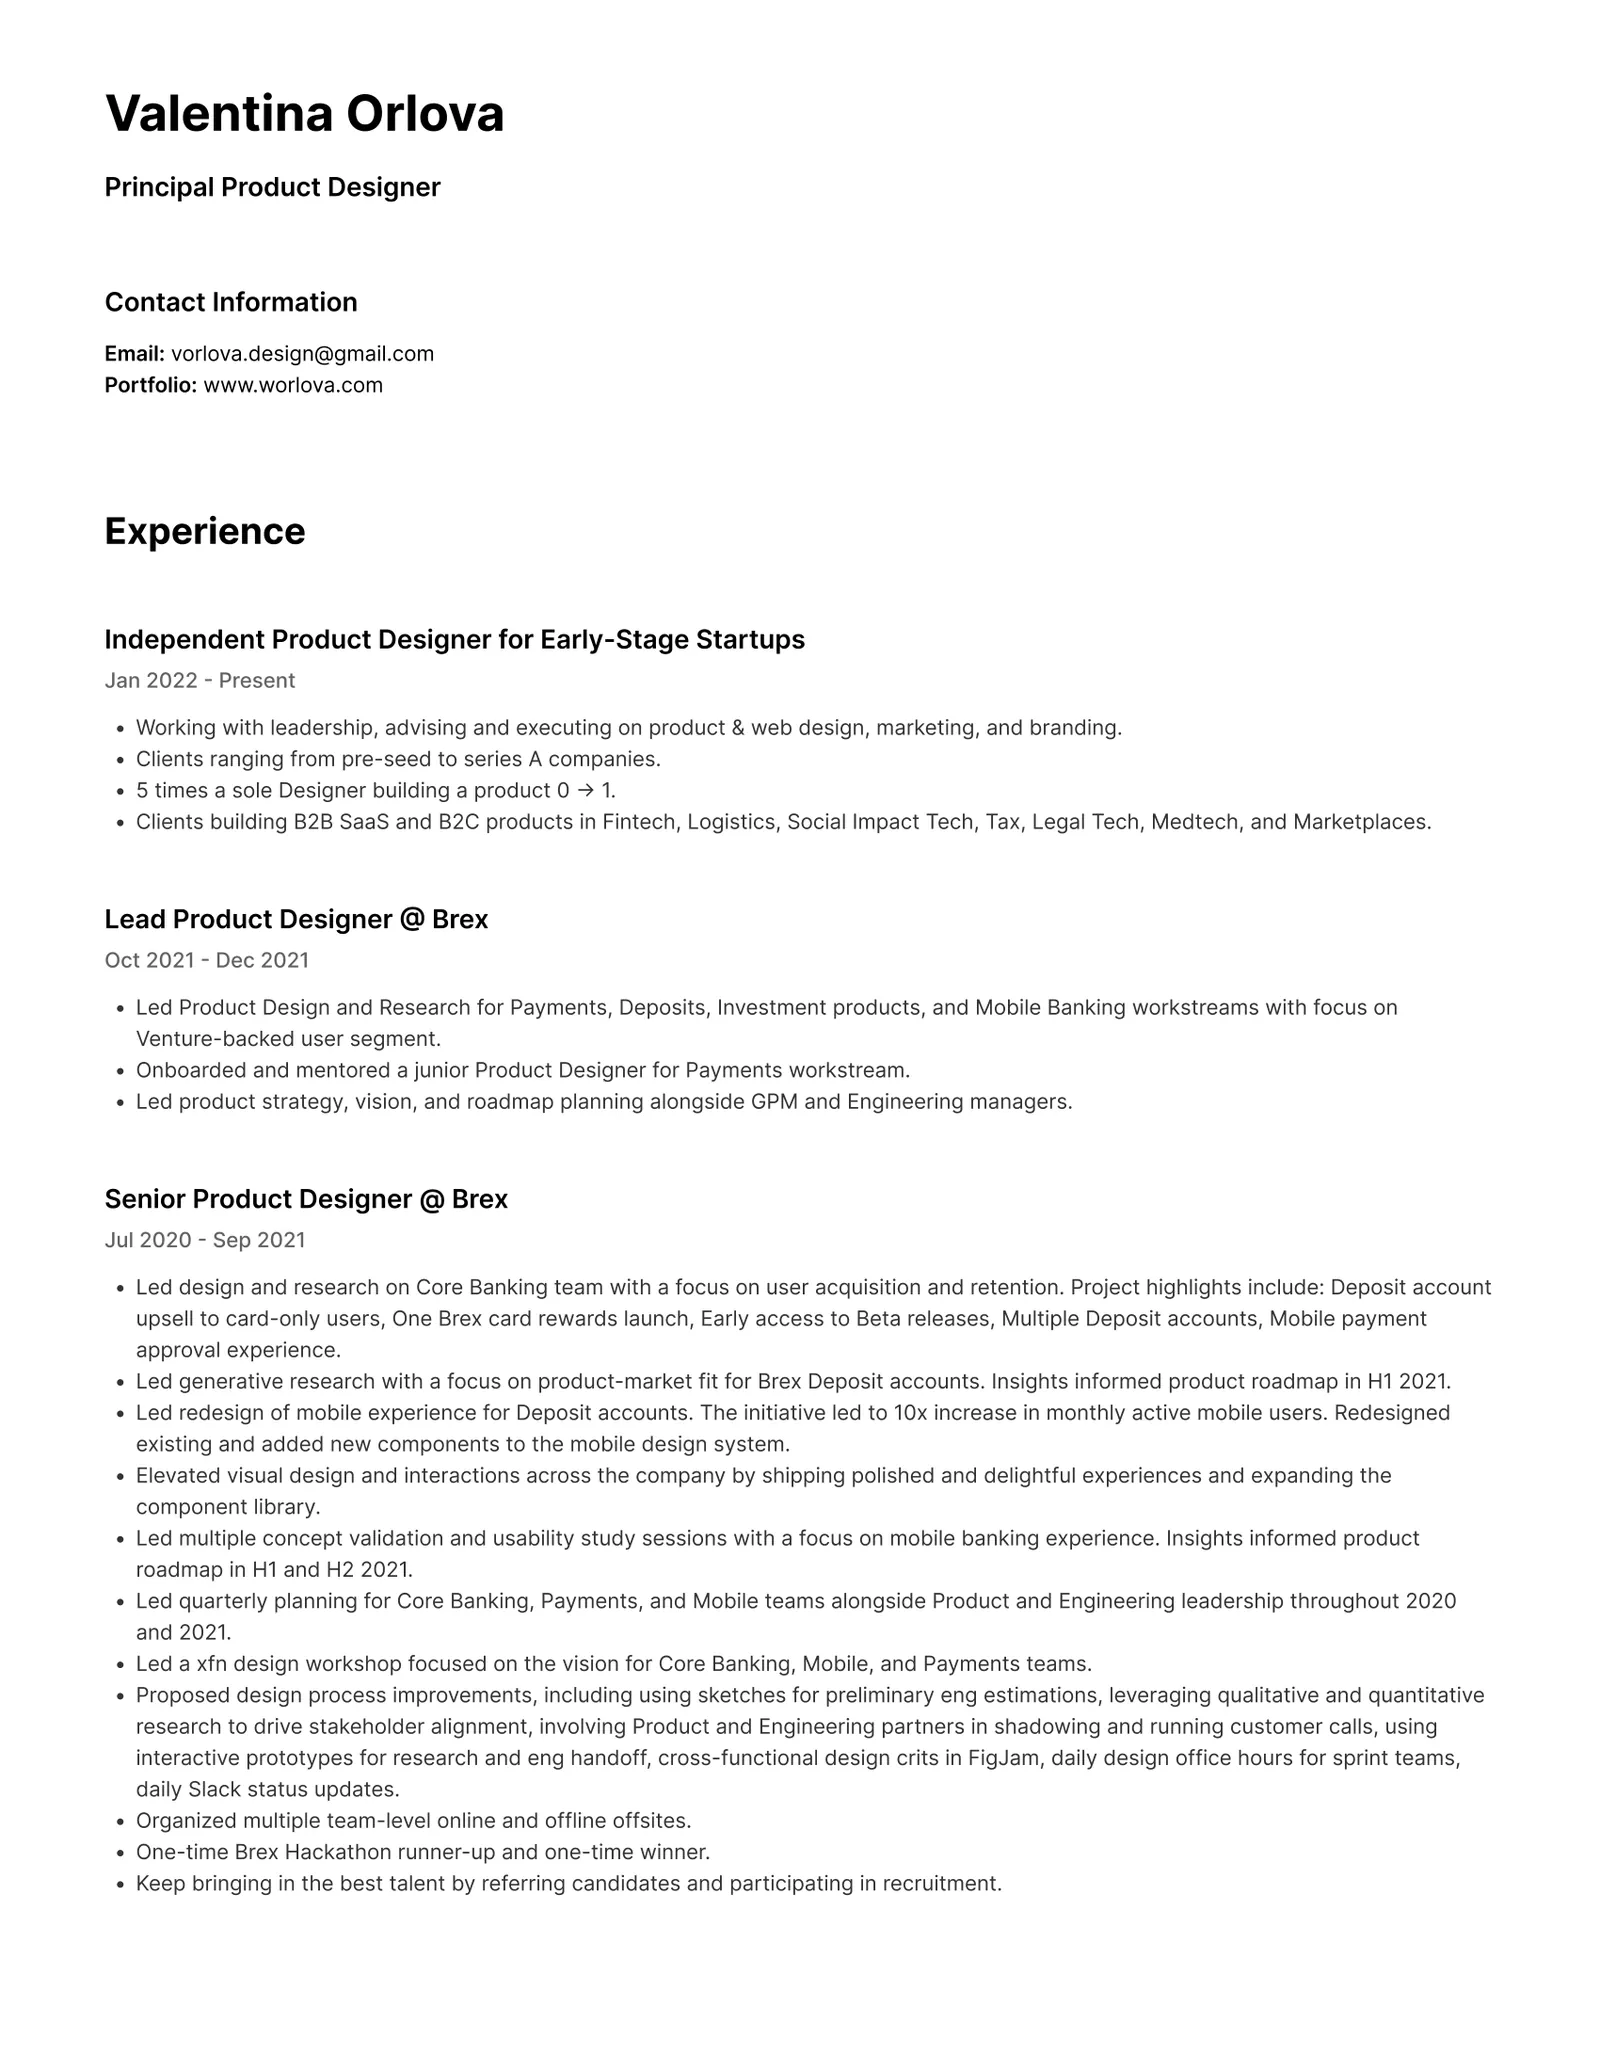 Valentina Orlova
Principal Product Designer
Contact Information
Email: vorlova.design@gmail.com
Portfolio: www.worlova.com
Experience
Independent Product Designer for Early-Stage Startups
Jan 2022 - Present
• Working with leadership, advising and executing on product & web design, marketing, and branding.
• Clients ranging from pre-seed to series A companies.
• 5 times a sole Designer building a product 0 → 1.
• Clients building B2B SaaS and B2C products in Fintech, Logistics, Social Impact Tech, Tax, Legal Tech, Medtech, and Marketplaces.
Lead Product Designer @ Brex
Oct 2021 - Dec 2021
• Led Product Design and Research for Payments, Deposits, Investment products, and Mobile Banking workstreams with focus on
Venture-backed user segment.
• Onboarded and mentored a junior Product Designer for Payments workstream.
• Led product strategy, vision, and roadmap planning alongside GPM and Engineering managers.
Senior Product Designer @ Brex
Jul 2020 - Sep 2021
• Led design and research on Core Banking team with a focus on user acquisition and retention. Project highlights include: Deposit account
upsell to card-only users, One Brex card rewards launch, Early access to Beta releases, Multiple Deposit accounts, Mobile payment
approval experience.
• Led generative research with a focus on product-market fit for Brex Deposit accounts. Insights informed product roadmap in H1 2021.
• Led redesign of mobile experience for Deposit accounts. The initiative led to 10x increase in monthly active mobile users. Redesigned
existing and added new components to the mobile design system.
• Elevated visual design and interactions across the company by shipping polished and delightful experiences and expanding the
component library.
• Led multiple concept validation and usability study sessions with a focus on mobile banking experience. Insights informed product
roadmap in H1 and H2 2021.
• Led quarterly planning for Core Banking, Payments, and Mobile teams alongside Product and Engineering leadership throughout 2020
and 2021.
• Led a xfn design workshop focused on the vision for Core Banking, Mobile, and Payments teams.
• Proposed design process improvements, including using sketches for preliminary eng estimations, leveraging qualitative and quantitative
research to drive stakeholder alignment, involving Product and Engineering partners in shadowing and running customer calls, using
interactive prototypes for research and eng handoff, cross-functional design crits in FigJam, daily design office hours for sprint teams,
daily Slack status updates.
• Organized multiple team-level online and offline offsites.
• One-time Brex Hackathon runner-up and one-time winner.
• Keep bringing in the best talent by referring candidates and participating in recruitment.